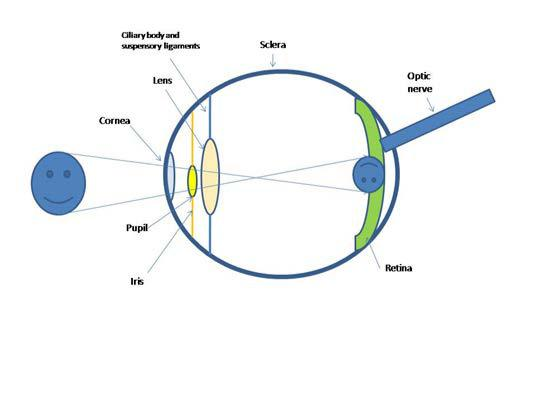 Ciliary body and
suspensory ligaments
Sclera
Lens
Optic
nerve
Cornea
Pupil
Iris
Retina